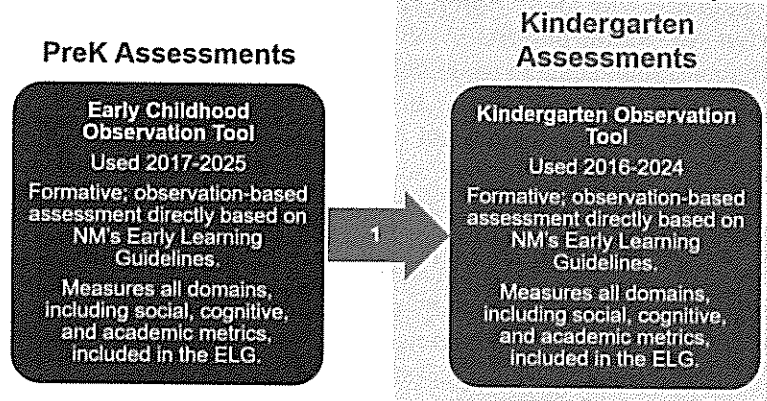 PreK Assessments
Early Childhood
Observation Tool
Used 2017-2025
Formative; observation-based
assessment directly based on
NM's Early Learning
Guidelines.
Measures all domains,
including social, cognitive,
and academic metrics,
included in the ELG.
1
Kindergarten
Assessments
Kindergarten Observation
Tool
Used 2016-2024
Formative; observation-based
assessment directly based on
NM's Early Learning
Guidelines.
Measures all domains,
including social, cognitive,
and academic metrics,
included in the ELG.